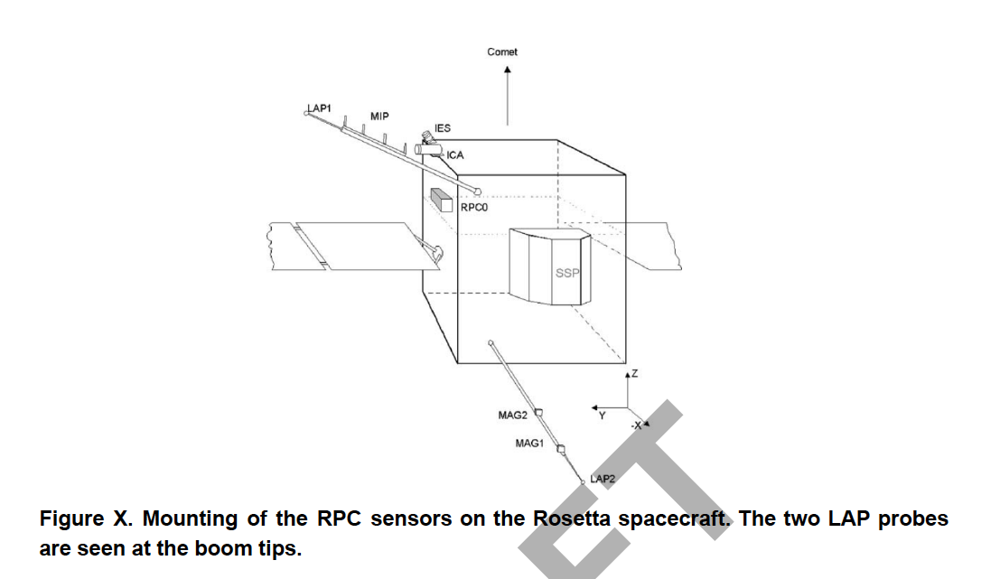 Comet
LAP1
MIP
IES
ICA
RPC0
SSP
Z
Y
-X
MAG2
MAG1
LAP2
CT
Figure X. Mounting of the RPC sensors on the Rosetta spacecraft. The two LAP probes
are seen at the boom tips.